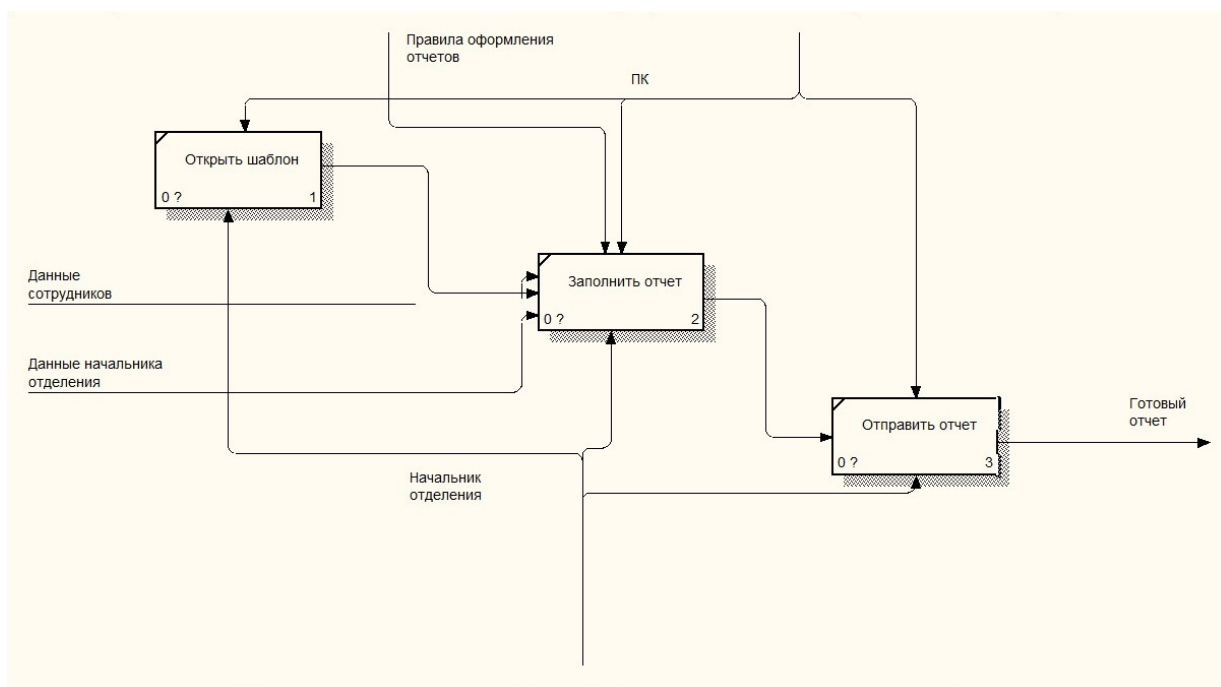 Правила оформления
отчетов
ПК
Открыть шаблон
0 ? 1
Данные
сотрудников
Заполнить отчет
0 ? 2
Данные начальника
отделения
Готовый
отчет
Отправить отчет
0 ? 3
Начальник
отделения